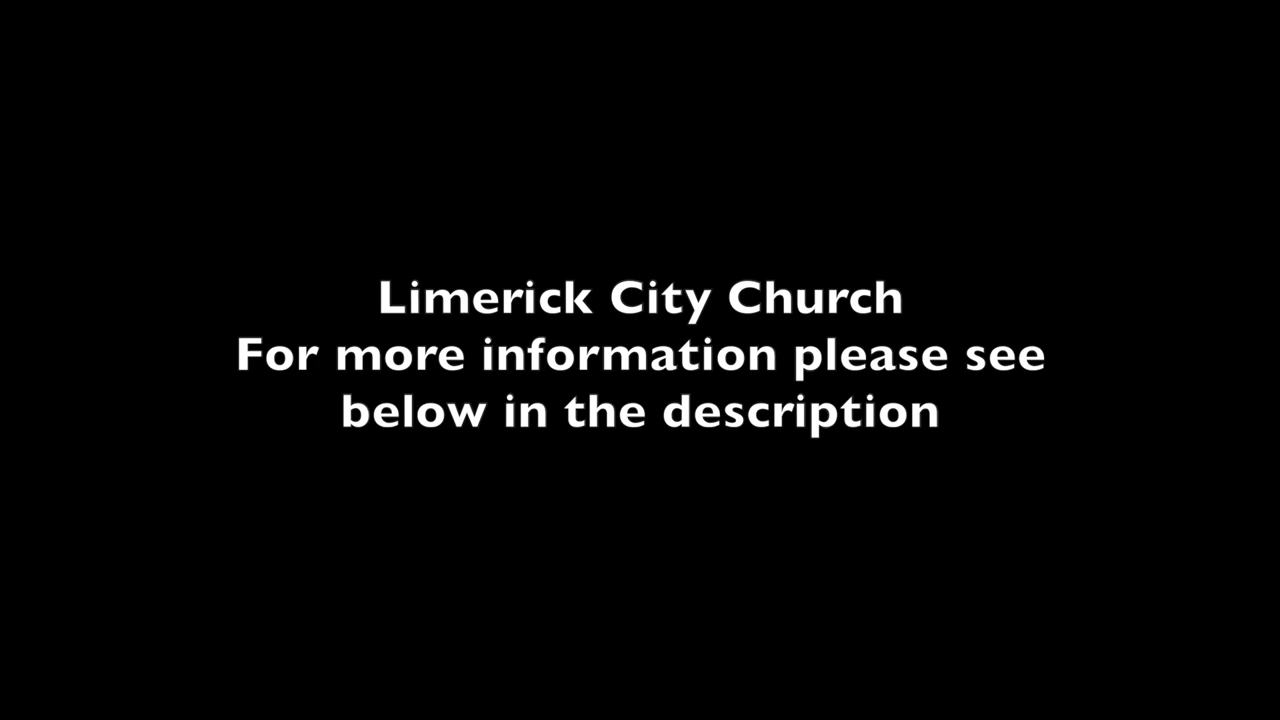 Limerick City Church
For more information please see
below in the description